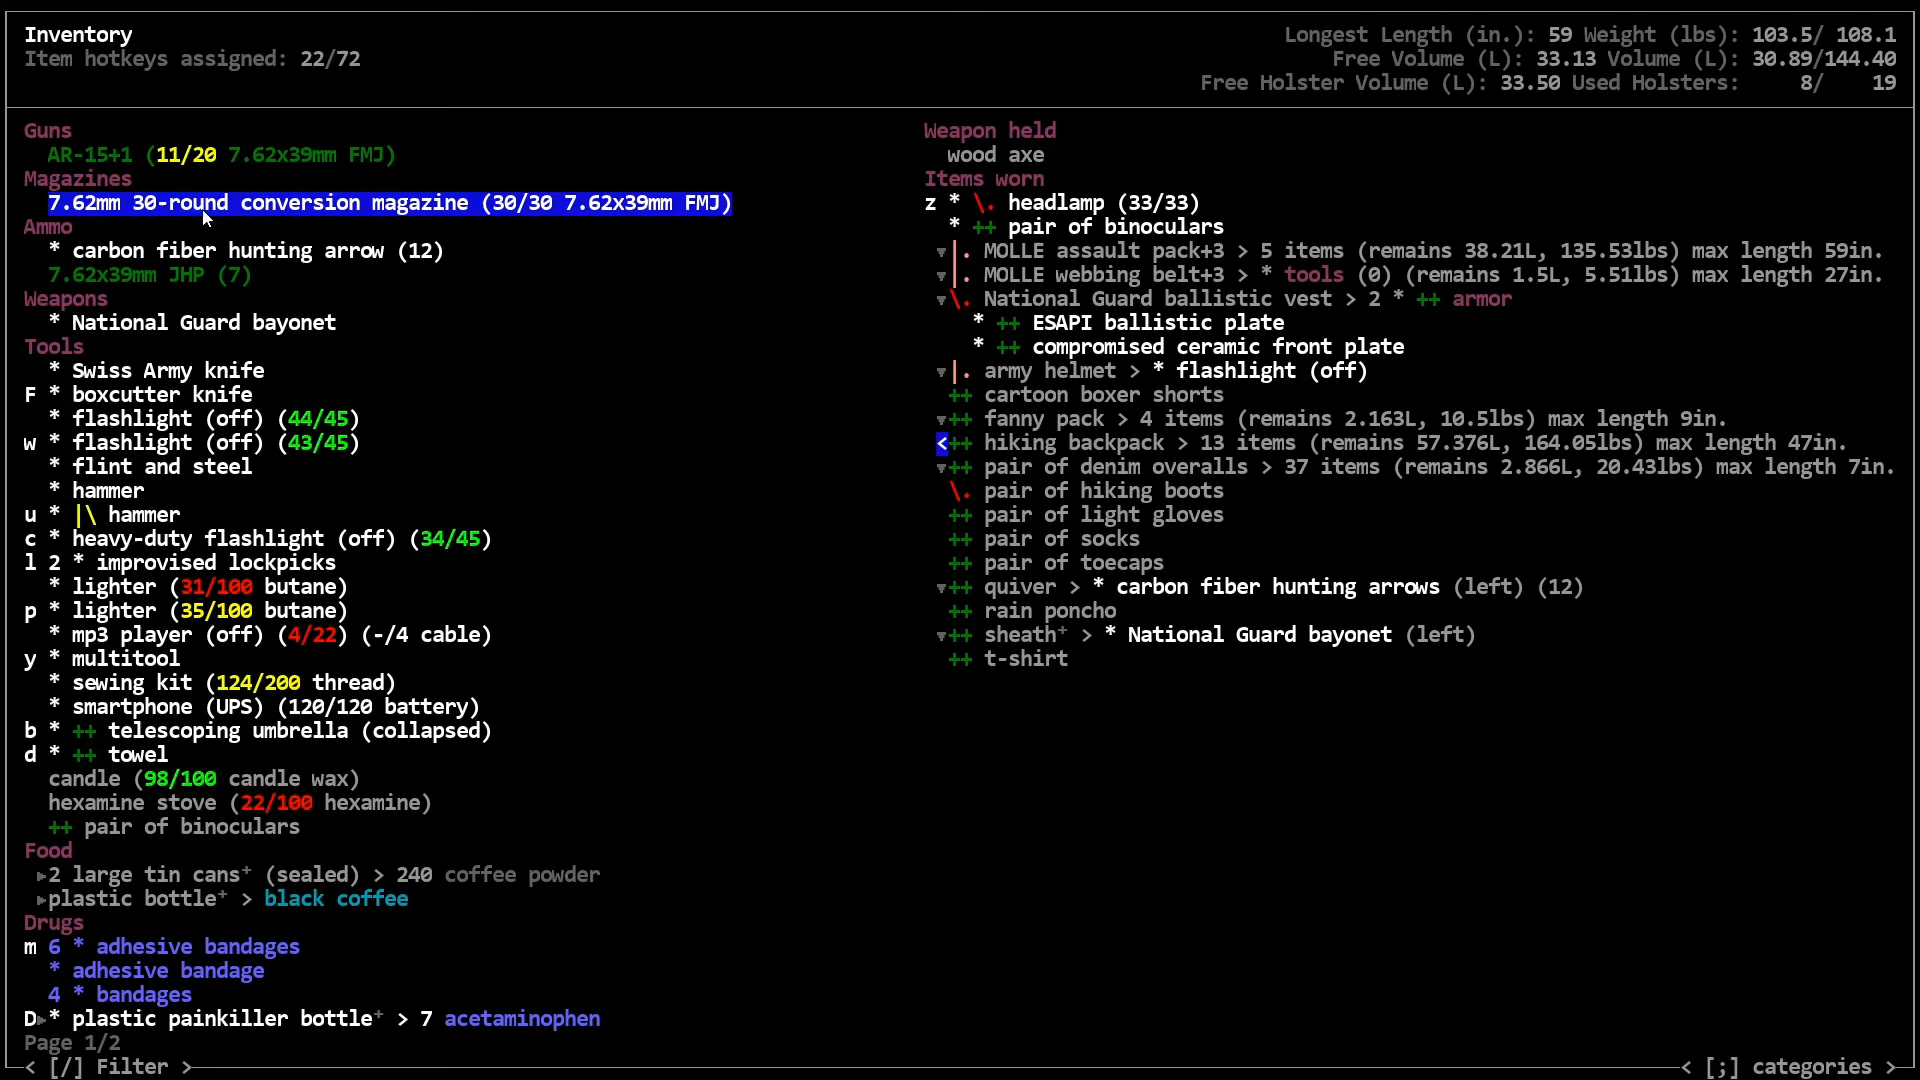 Inventory
Item hotkeys assigned: 22/72
Longest Length (in.): 59 Weight (lbs): 103.5/ 108.1
Free Volume (L): 33.13 Volume (L): 30.89/144.40
Free Holster Volume (L): 33.50 Used Holsters: 8/ 19
Guns
AR-15+1 (11/20 7.62x39mm FMJ)
Magazines
7.62mm 30-round conversion magazine (30/30 7.62x39mm FMJ)
Ammo
* carbon fiber hunting arrow (12)
7.62x39mm JHP (7)
Weapons
* National Guard bayonet
Tools
* Swiss Army knife
F * boxcutter knife
* flashlight (off) (44/45)
w * flashlight (off) (43/45)
* flint and steel
* hammer
u * |\ hammer
c * heavy-duty flashlight (off) (34/45)
l 2 * improvised lockpicks
* lighter (31/100 butane)
p * lighter (35/100 butane)
* mp3 player (off) (4/22) (-/4 cable)
y * multitool
* sewing kit (124/200 thread)
* smartphone (UPS) (120/120 battery)
b * ++ telescoping umbrella (collapsed)
d * ++ towel
candle (98/100 candle wax)
hexamine stove (22/100 hexamine)
++ pair of binoculars
Food
▸2 large tin cans⁺ (sealed) > 240 coffee powder
▸plastic bottle⁺ > black coffee
Drugs
m 6 * adhesive bandages
* adhesive bandage
4 * bandages
D▸* plastic painkiller bottle⁺ > 7 acetaminophen
Page 1/2
< [/] Filter >
Weapon held
wood axe
Items worn
z * \. headlamp (33/33)
* ++ pair of binoculars
▾|. MOLLE assault pack+3 > 5 items (remains 38.21L, 135.53lbs) max length 59in.
▾|. MOLLE webbing belt+3 > * tools (0) (remains 1.5L, 5.51lbs) max length 27in.
▾\. National Guard ballistic vest > 2 * ++ armor
* ++ ESAPI ballistic plate
* ++ compromised ceramic front plate
▾|. army helmet > * flashlight (off)
++ cartoon boxer shorts
▾++ fanny pack > 4 items (remains 2.163L, 10.5lbs) max length 9in.
<++ hiking backpack > 13 items (remains 57.376L, 164.05lbs) max length 47in.
▾++ pair of denim overalls > 37 items (remains 2.866L, 20.43lbs) max length 7in.
\. pair of hiking boots
++ pair of light gloves
++ pair of socks
++ pair of toecaps
▾++ quiver > * carbon fiber hunting arrows (left) (12)
++ rain poncho
▾++ sheath⁺ > * National Guard bayonet (left)
++ t-shirt
< [;] categories >